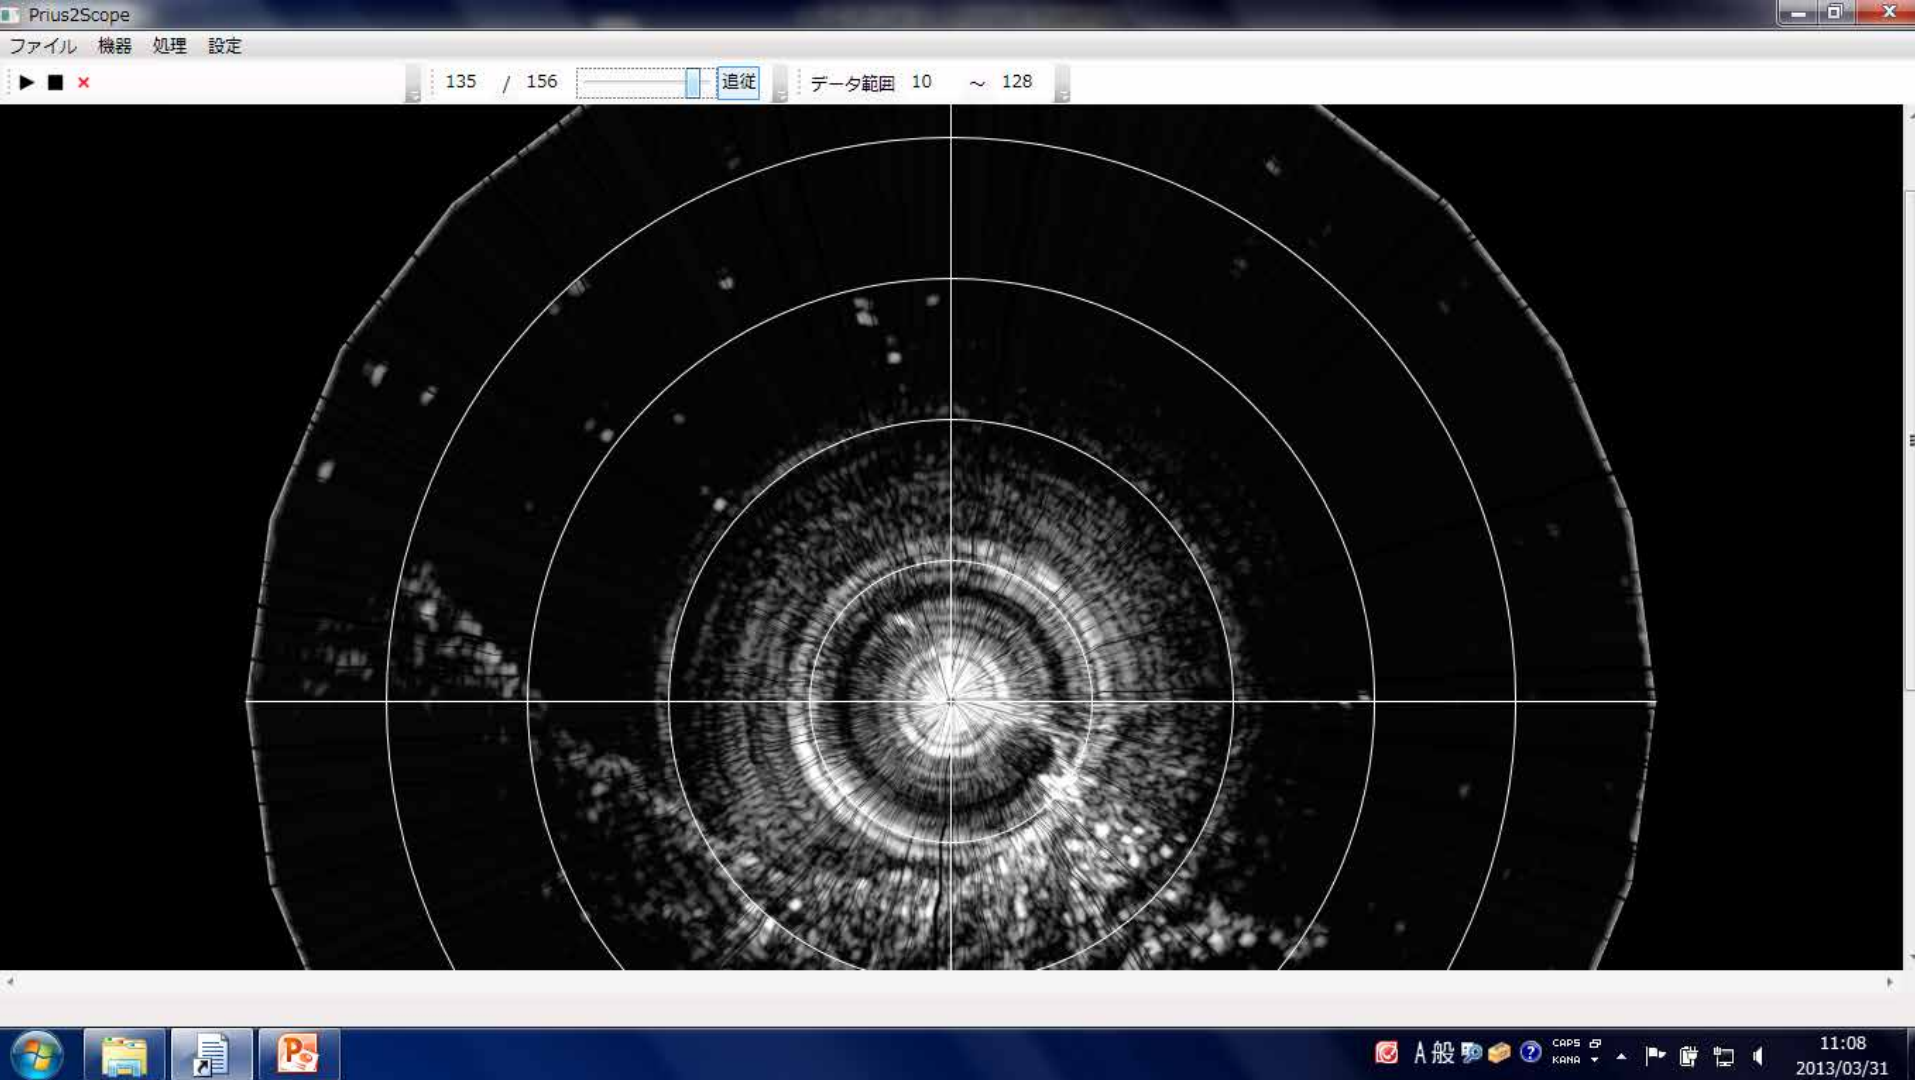 Prius2Scope
ファイル 機器 処理 設定
135 / 156 追従 データ範囲 10 ～ 128
A 般 CAPS KANA 11:08
2013/03/31